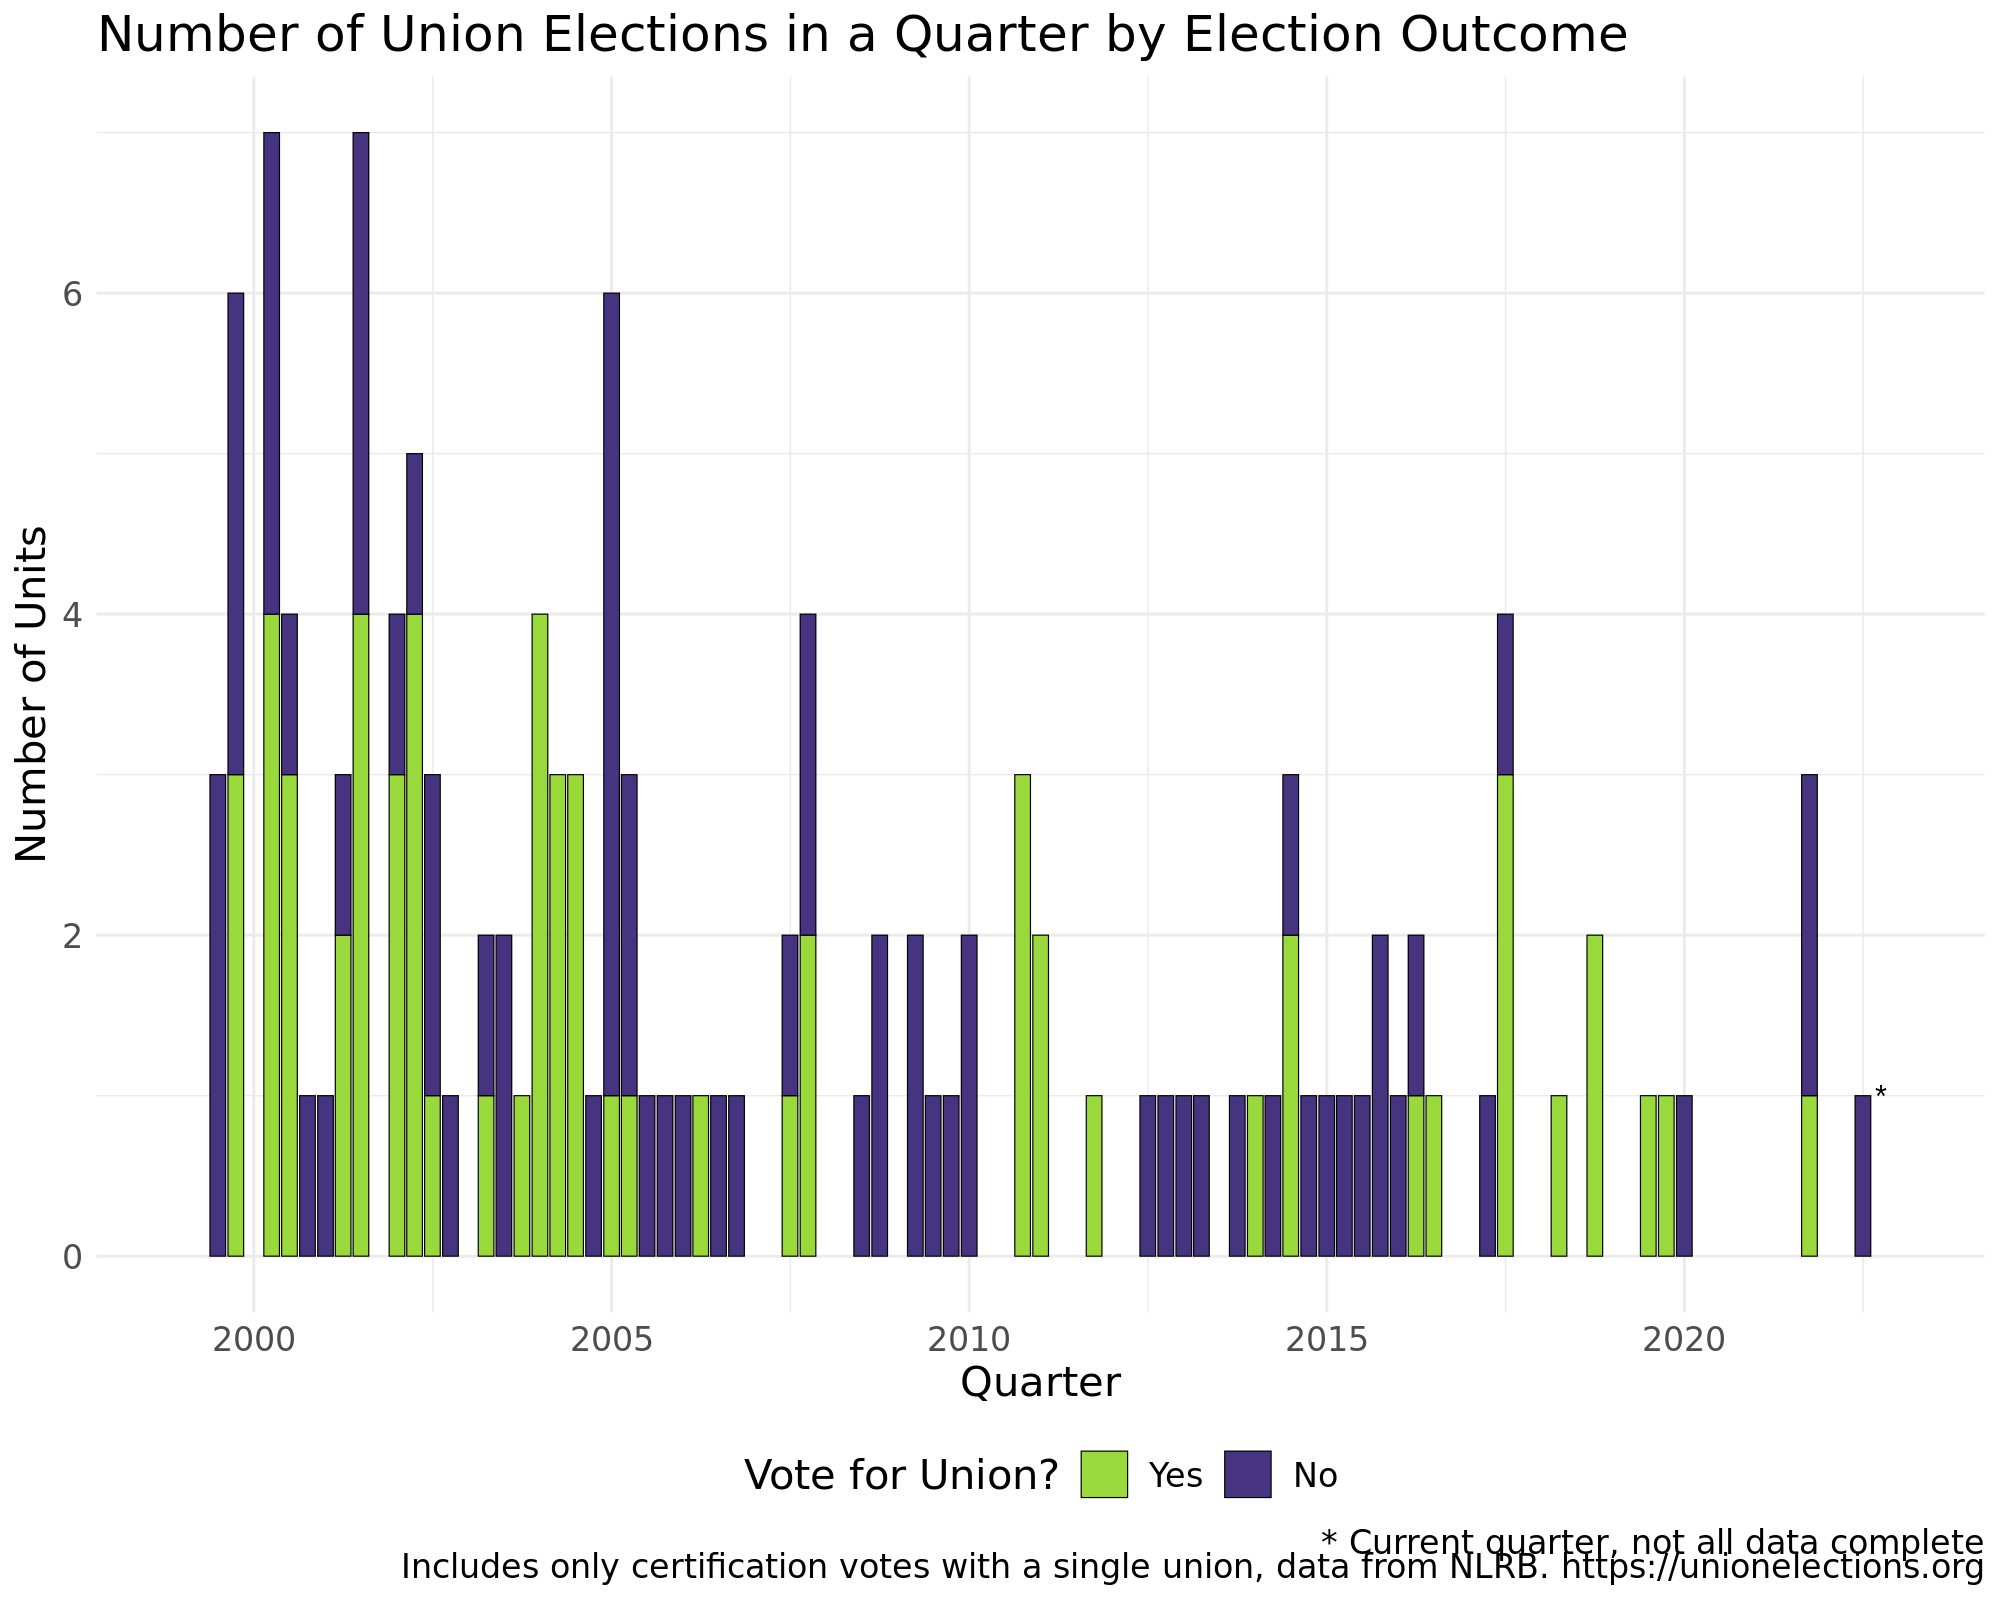 Number of Union Elections in a Quarter by Election Outcome
Number of Units
6
4
2
0
*
2000 2005 2010 2015 2020
Quarter
Vote for Union? Yes No
* Current quarter, not all data complete
Includes only certification votes with a single union, data from NLRB. https://unionelections.org